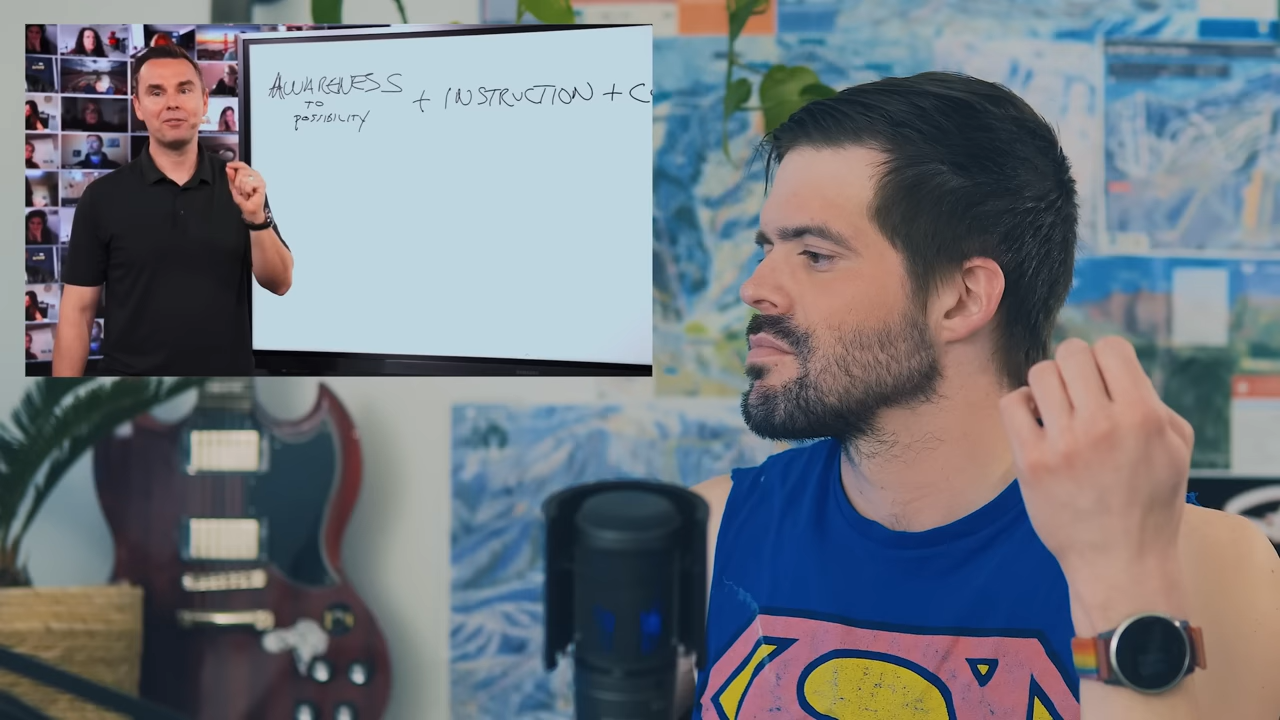 AWARENESS + INSTRUCTION + C
TO
POSSIBILITY